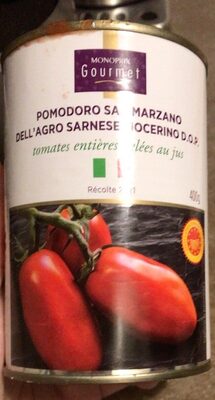 MONOPRIX
Gourmet
POMODORO SAN MARZANO
DELL'AGRO SARNESE NOCERINO D.O.P.
tomates entières pelées au jus
Récolte
400g